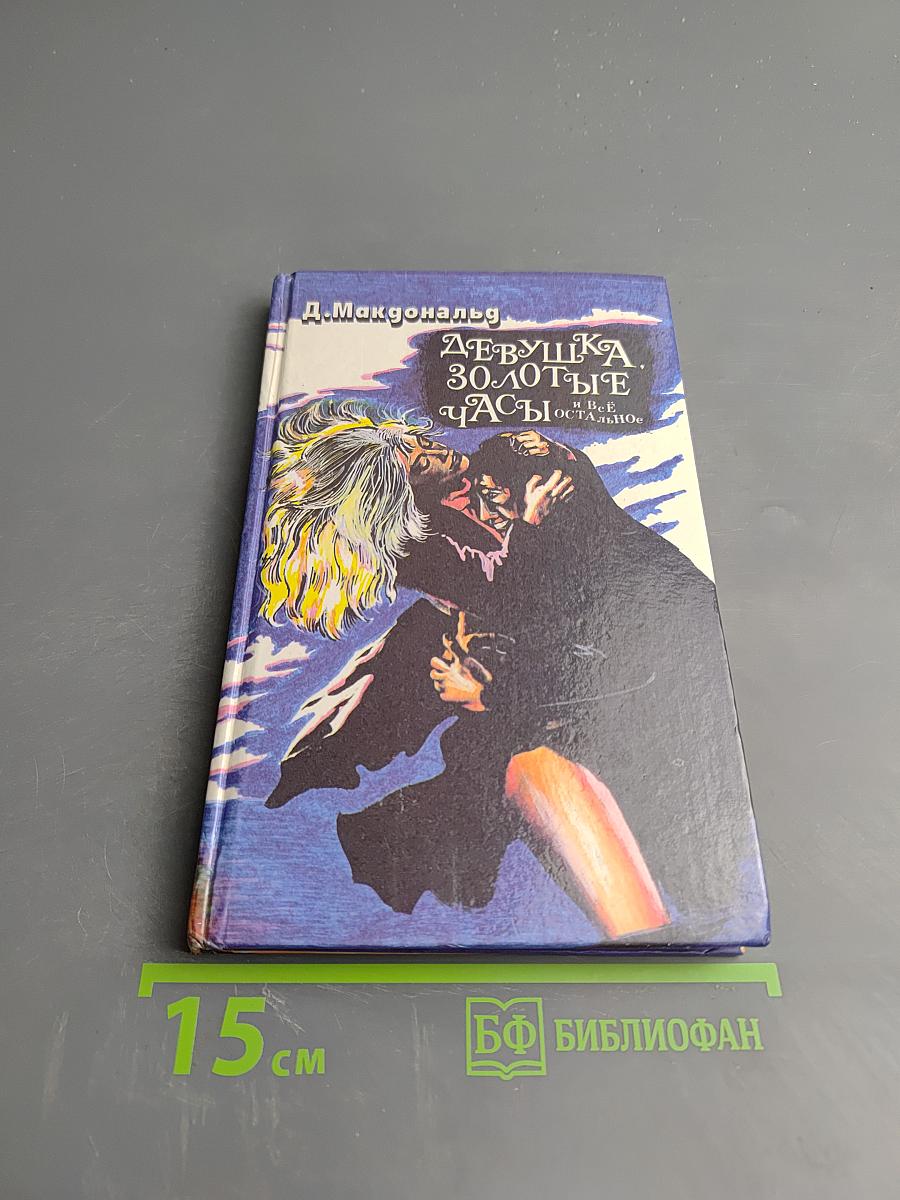 Д.Макдональд
ДЕВУШКА,
ЗОЛОТЫЕ
ЧАСЫ и всё
остальное
15 см
БФ БИБЛИОФАН